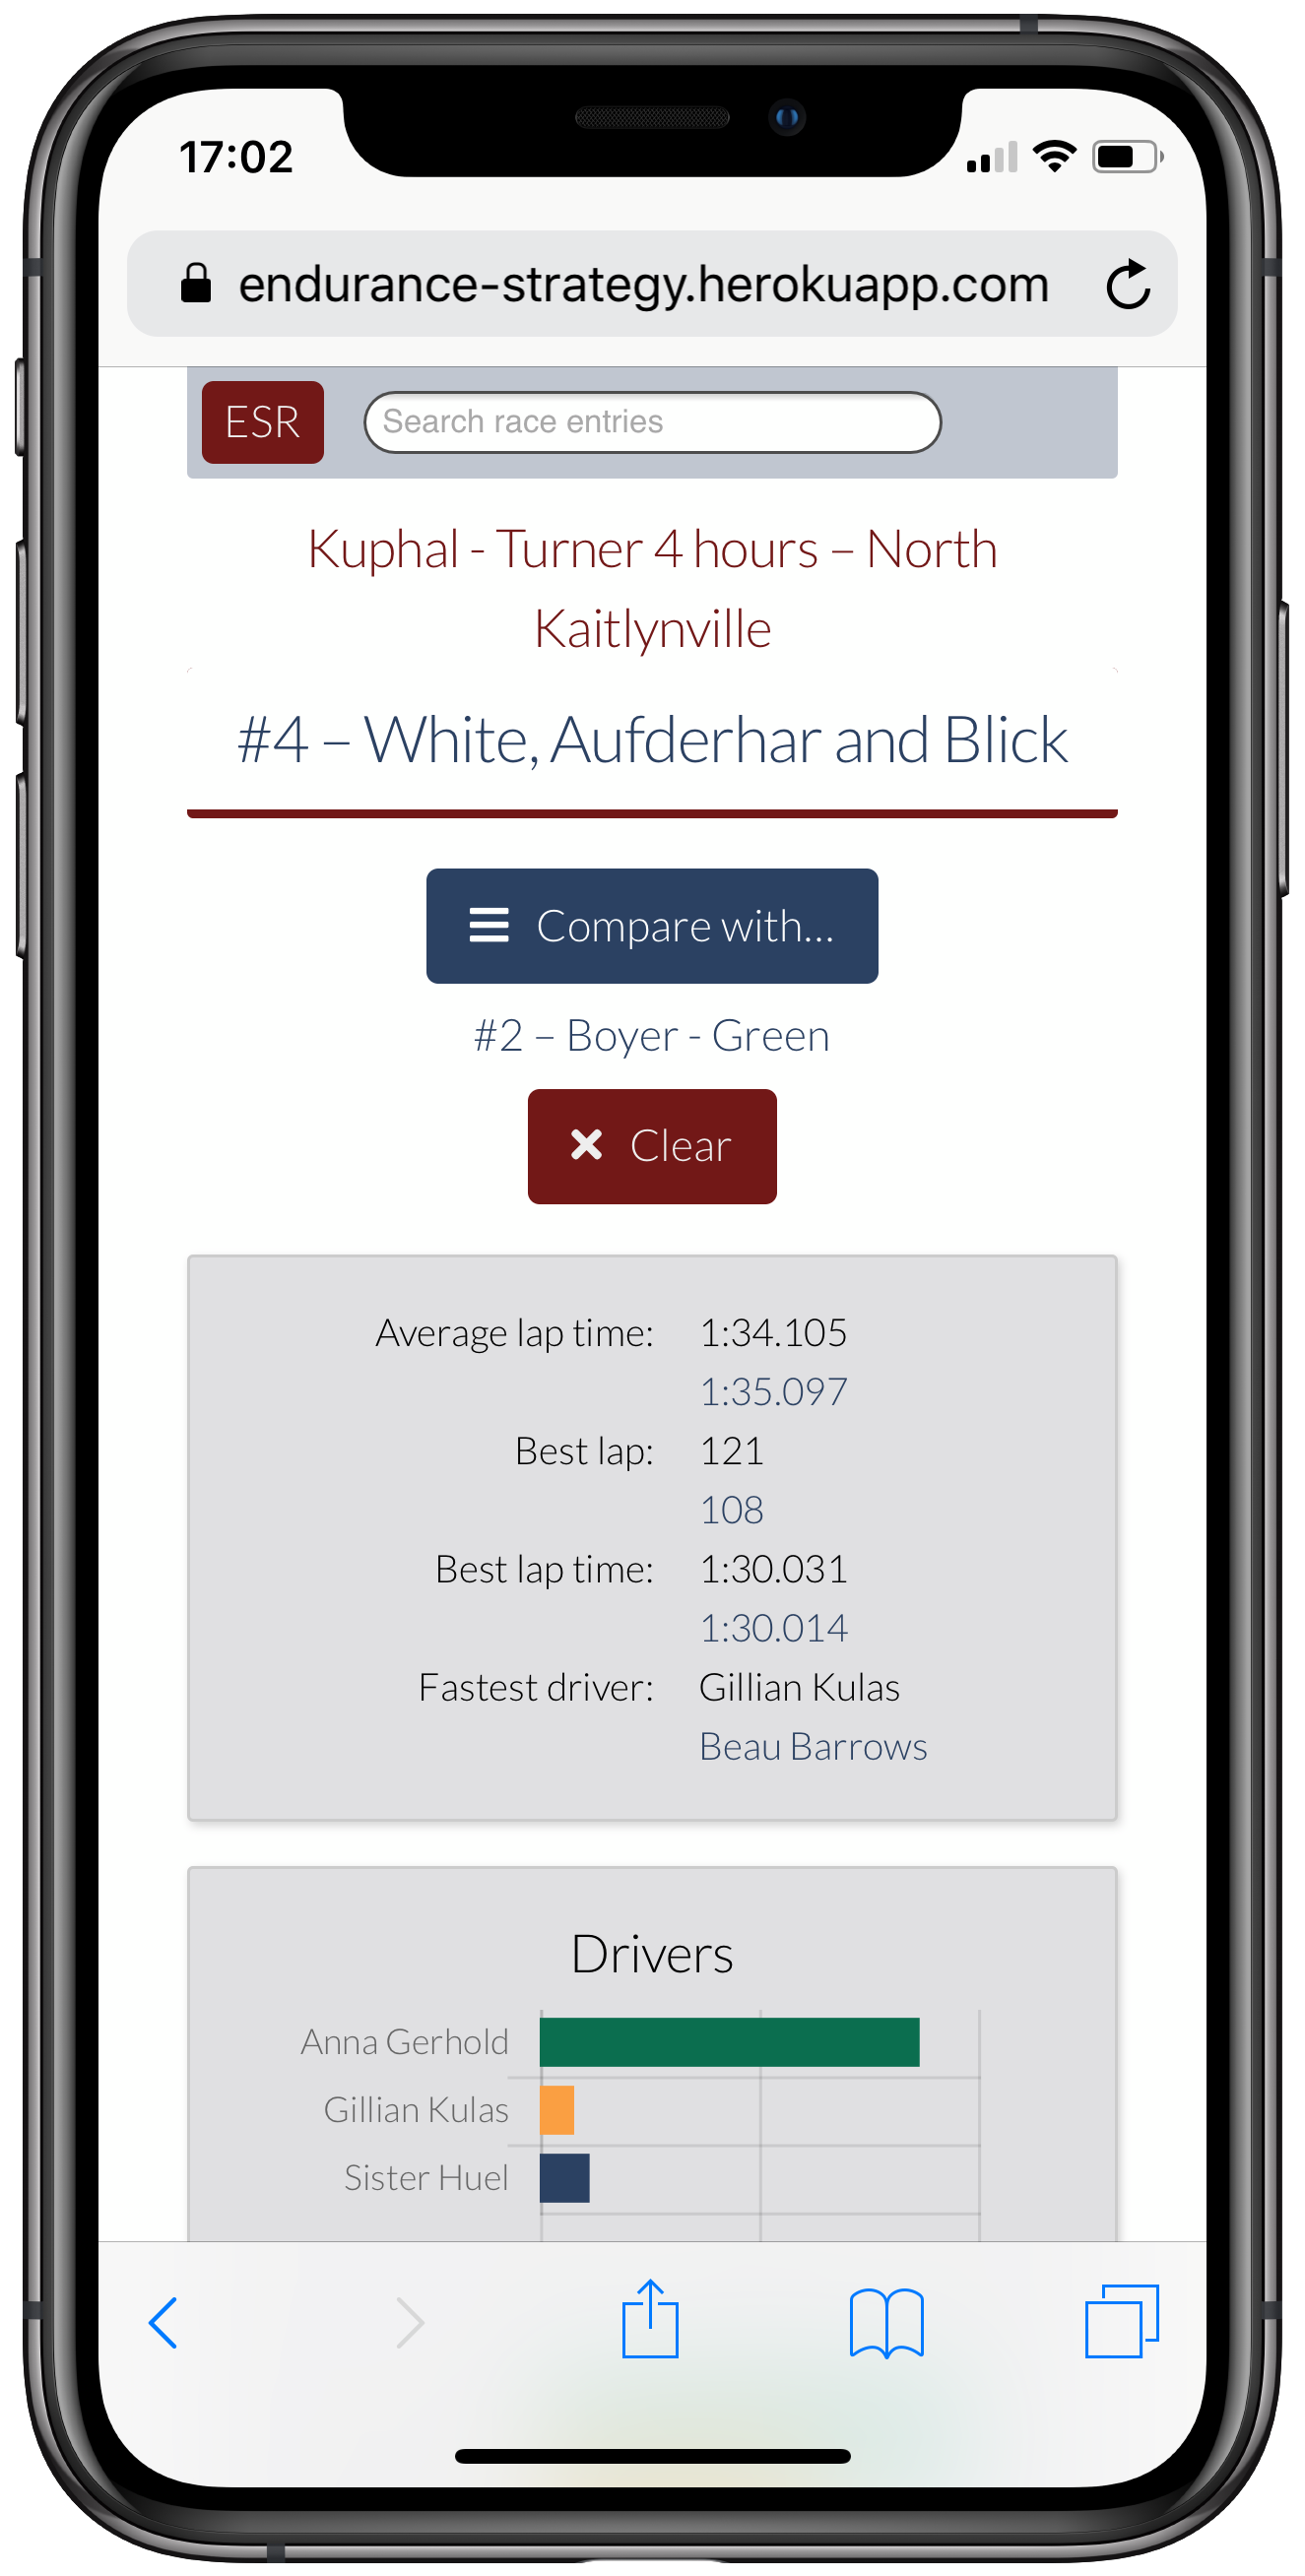 17:02
endurance-strategy.herokuapp.com
ESR
Search race entries
Kuphal - Turner 4 hours – North
Kaitlynville
#4 – White, Aufderhar and Blick
Compare with...
#2 – Boyer - Green
Clear
Average lap time: 1:34.105
1:35.097
Best lap: 121
108
Best lap time: 1:30.031
1:30.014
Fastest driver: Gillian Kulas
Beau Barrows
Drivers
Anna Gerhold
Gillian Kulas
Sister Huel